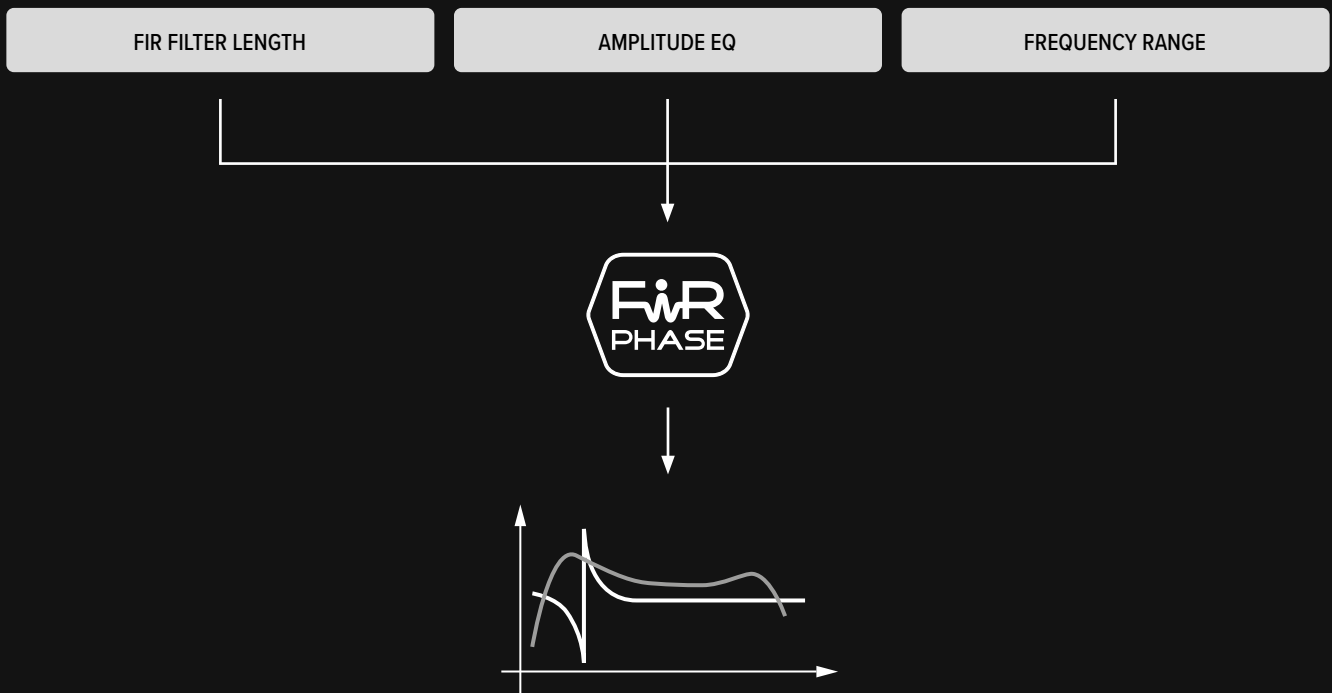 FIR FILTER LENGTH
AMPLITUDE EQ
FREQUENCY RANGE
FiR
PHASE